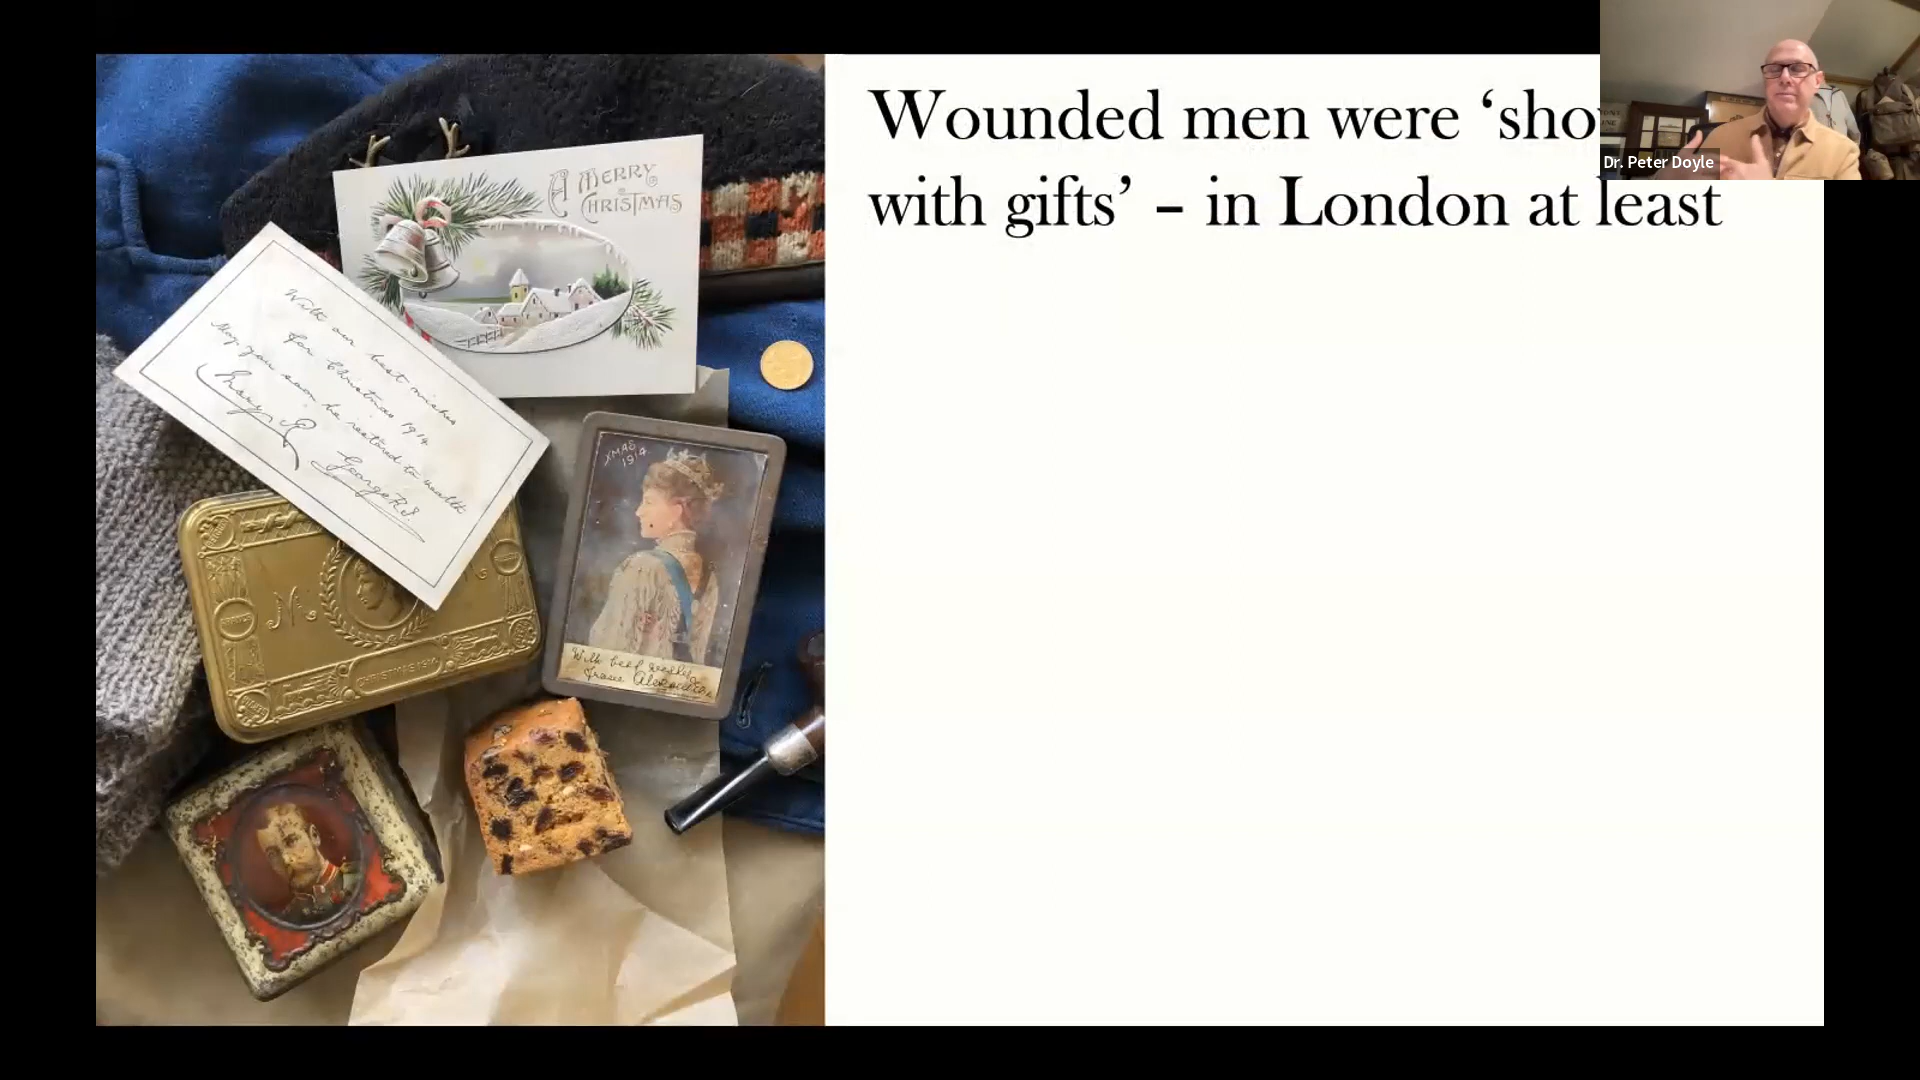 Wounded men were ‘sho
with gifts’ – in London at least
Dr. Peter Doyle
A MERRY
CHRISTMAS
With our best wishes
for Christmas 1914
May you soon be restored to health
Mary R
George R.I.
XMAS
1914
With best wishes
from Alexandra
M
CHRISTMAS 1914